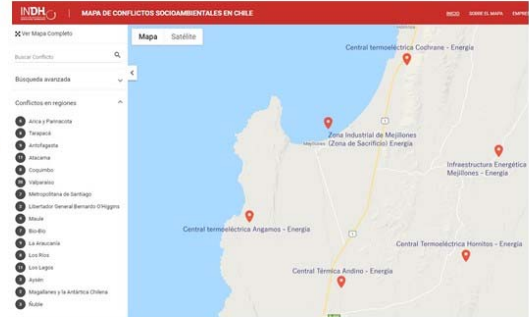 INDH
MAPA DE CONFLICTOS SOCIOAMBIENTALES EN CHILE
INICIO
SOBRE EL MAPA
EMPRES
Ver Mapa Completo
Buscar Conflicto
Búsqueda avanzada
Conflictos en regiones
Arica y Parinacota
Tarapacá
Antofagasta
Atacama
Coquimbo
Valparaíso
Metropolitana de Santiago
Libertador General Bernardo O'Higgins
Maule
Bio-Bío
La Araucanía
Los Ríos
Los Lagos
Aysén
Magallanes y la Antártica Chilena
Ñuble
Mapa
Satélite
Central termoeléctrica Cochrane - Energía
Zona Industrial de Mejillones
(Zona de Sacrificio) Energía
Mejillones
Infraestructura Energética
Mejillones - Energía
Central termoeléctrica Angamos - Energía
Central Termoeléctrica Hornitos - Energía
Central Térmica Andino - Energía